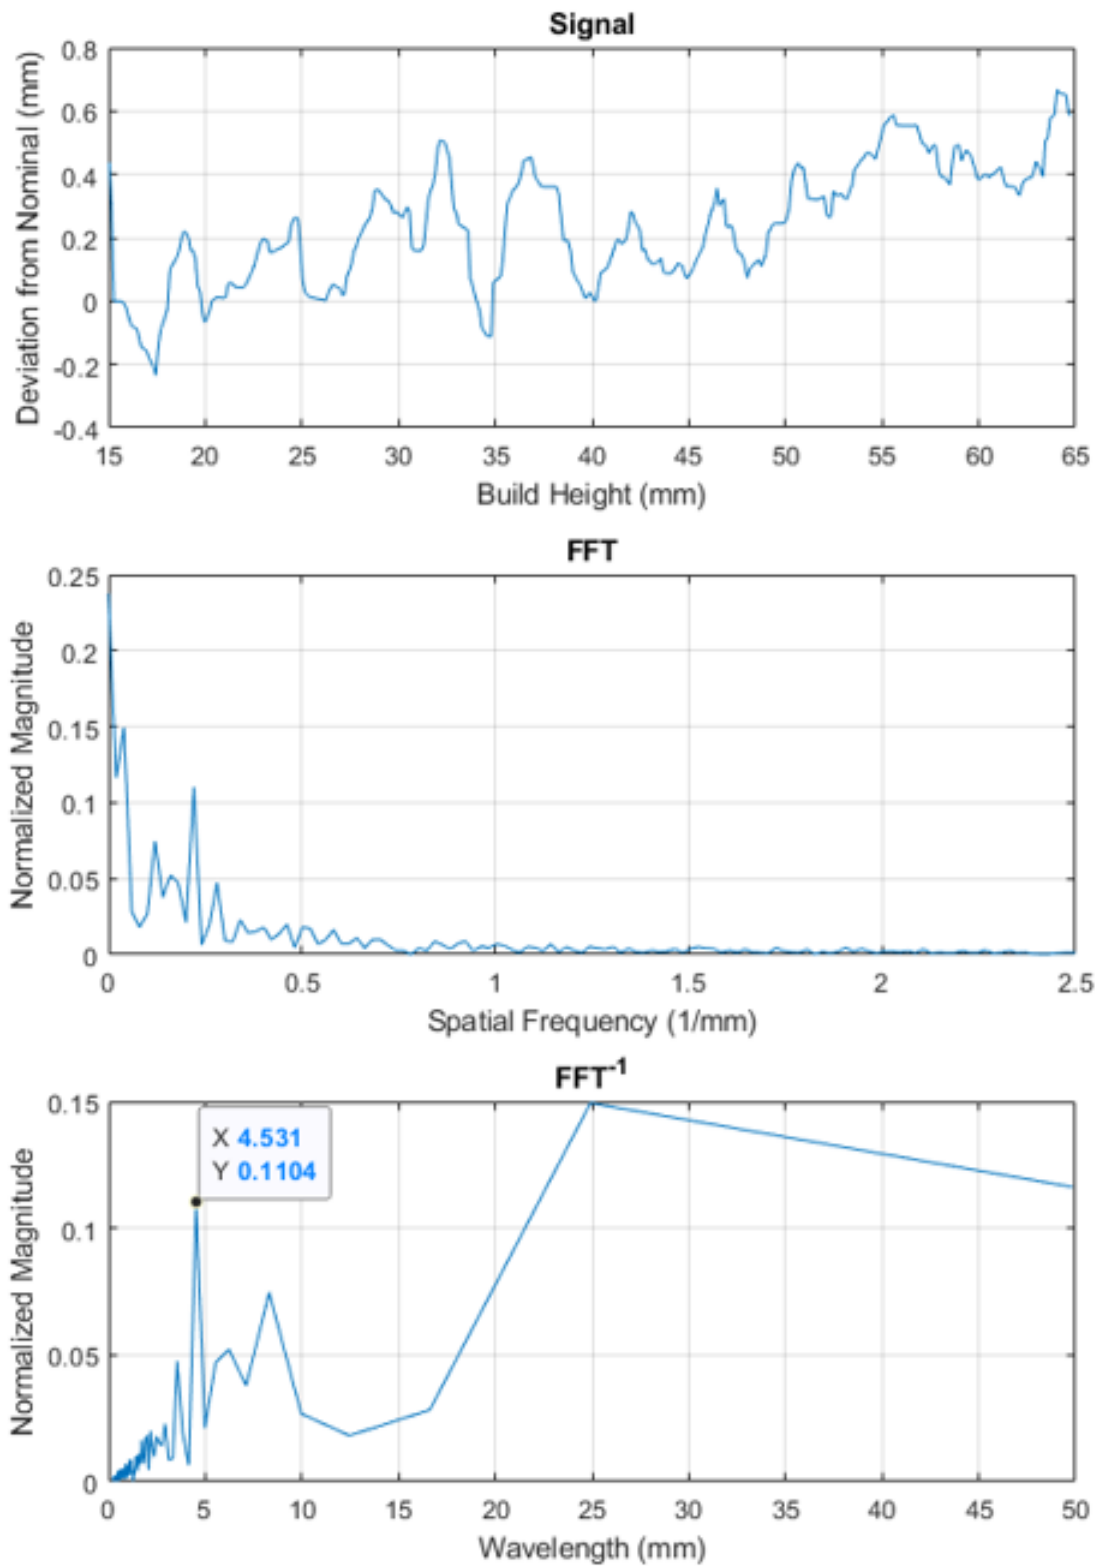 Signal
0.8
0.6
0.4
0.2
0
-0.2
-0.4
Deviation from Nominal (mm)
15 20 25 30 35 40 45 50 55 60 65
Build Height (mm)
FFT
0.25
0.2
0.15
0.1
0.05
0
Normalized Magnitude
0 0.5 1 1.5 2 2.5
Spatial Frequency (1/mm)
FFT-1
0.15
0.1
0.05
0
Normalized Magnitude
X 4.531
Y 0.1104
0 5 10 15 20 25 30 35 40 45 50
Wavelength (mm)